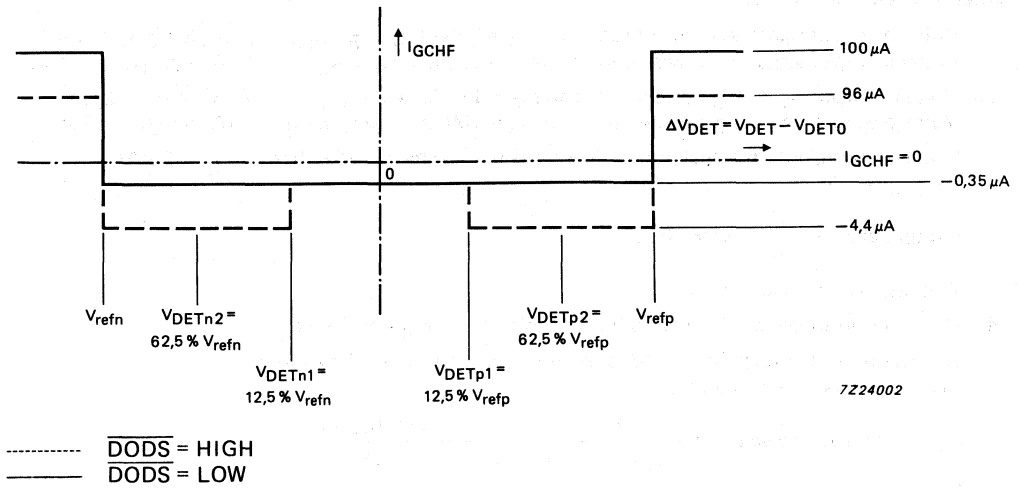 I_GCHF
100 μA
96 μA
ΔV_DET = V_DET − V_DET0
I_GCHF = 0
0
−0,35 μA
−4,4 μA
V_refn
V_DETn2 =
62,5 % V_refn
V_DETp2 =
62,5 % V_refp
V_refp
V_DETn1 =
12,5 % V_refn
V_DETp1 =
12,5 % V_refp
7Z24002
D̅O̅D̅S̅ = HIGH
D̅O̅D̅S̅ = LOW